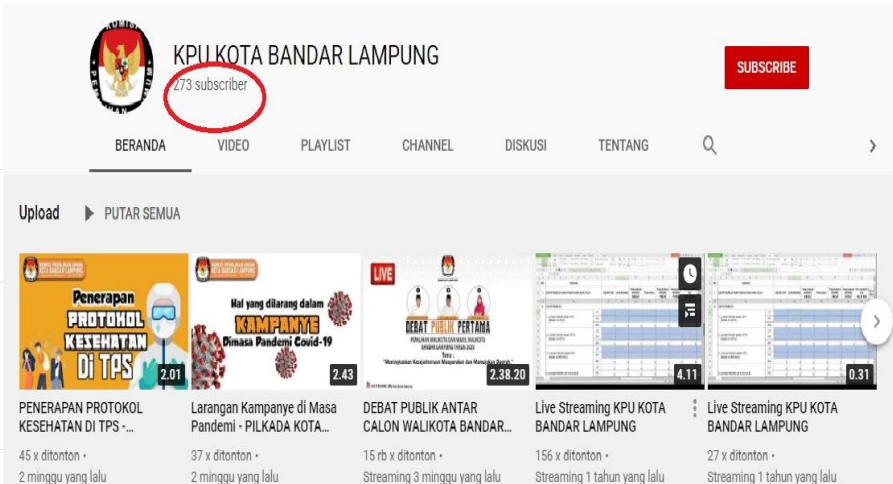 KPU KOTA BANDAR LAMPUNG
273 subscriber
SUBSCRIBE
BERANDA VIDEO PLAYLIST CHANNEL DISKUSI TENTANG
Upload PUTAR SEMUA
Penerapan
PROTOKOL
KESEHATAN
Di TPS
2.01
Hal yang dilarang dalam
KAMPANYE
Dimasa Pandemi Covid-19
2.43
LIVE
DEBAT PUBLIK PERTAMA
Tema :
2.38.20
4.11
0.31
PENERAPAN PROTOKOL
KESEHATAN DI TPS -...
45 x ditonton •
2 minggu yang lalu
Larangan Kampanye di Masa
Pandemi - PILKADA KOTA...
37 x ditonton •
2 minggu yang lalu
DEBAT PUBLIK ANTAR
CALON WALIKOTA BANDAR...
15 rb x ditonton •
Streaming 3 minggu yang lalu
Live Streaming KPU KOTA
BANDAR LAMPUNG
156 x ditonton •
Streaming 1 tahun yang lalu
Live Streaming KPU KOTA
BANDAR LAMPUNG
27 x ditonton •
Streaming 1 tahun yang lalu